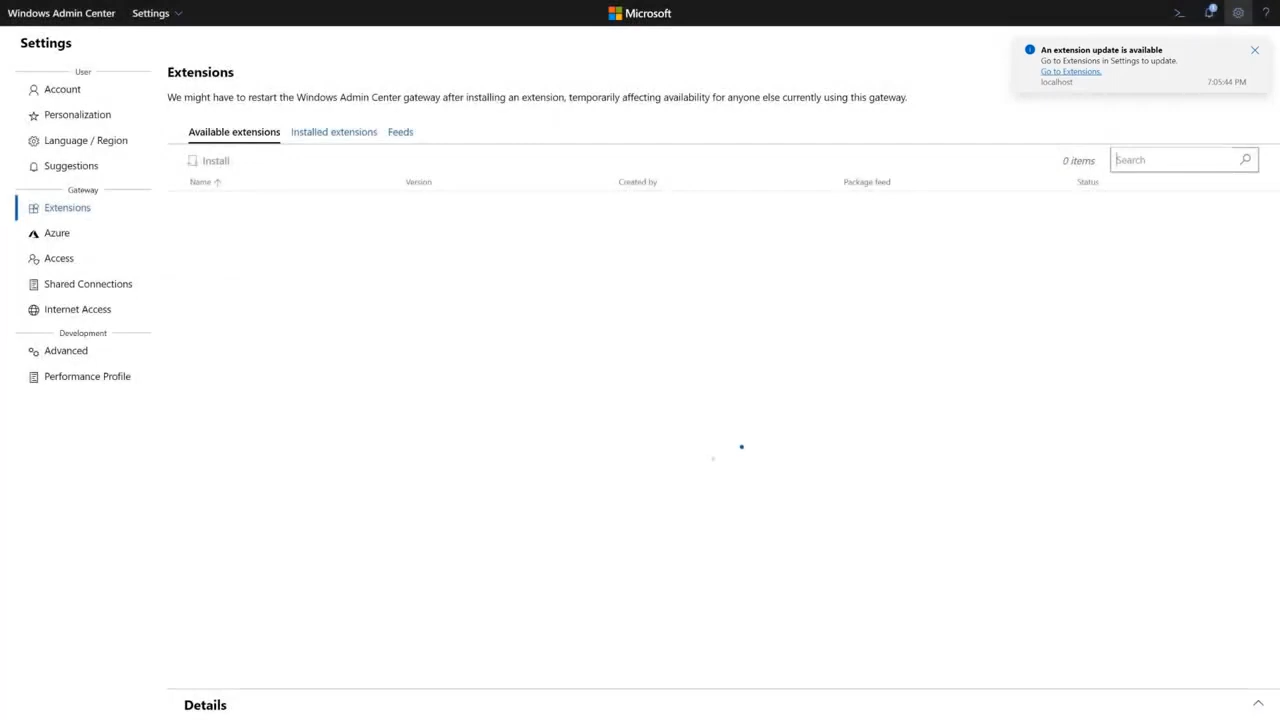 Windows Admin Center Settings Microsoft
Settings
User
Account
Personalization
Language / Region
Suggestions
Gateway
Extensions
Azure
Access
Shared Connections
Internet Access
Development
Advanced
Performance Profile
Extensions
We might have to restart the Windows Admin Center gateway after installing an extension, temporarily affecting availability for anyone else currently using this gateway.
Available extensions Installed extensions Feeds
Install 0 items Search
Name Version Created by Package feed Status
An extension update is available
Go to Extensions in Settings to update.
Go to Extensions.
localhost 7:05:44 PM
Details